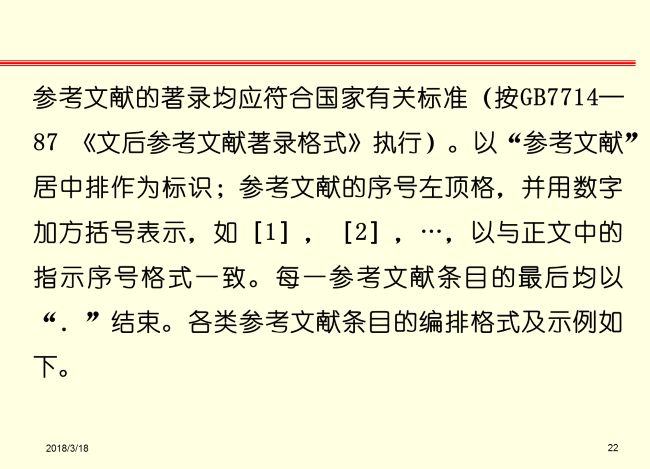 参考文献的著录均应符合国家有关标准（按GB7714—
87 《文后参考文献著录格式》执行）。以“参考文献”
居中排作为标识；参考文献的序号左顶格，并用数字
加方括号表示，如［1］，［2］，…，以与正文中的
指示序号格式一致。每一参考文献条目的最后均以
“．”结束。各类参考文献条目的编排格式及示例如
下。
2018/3/18 22